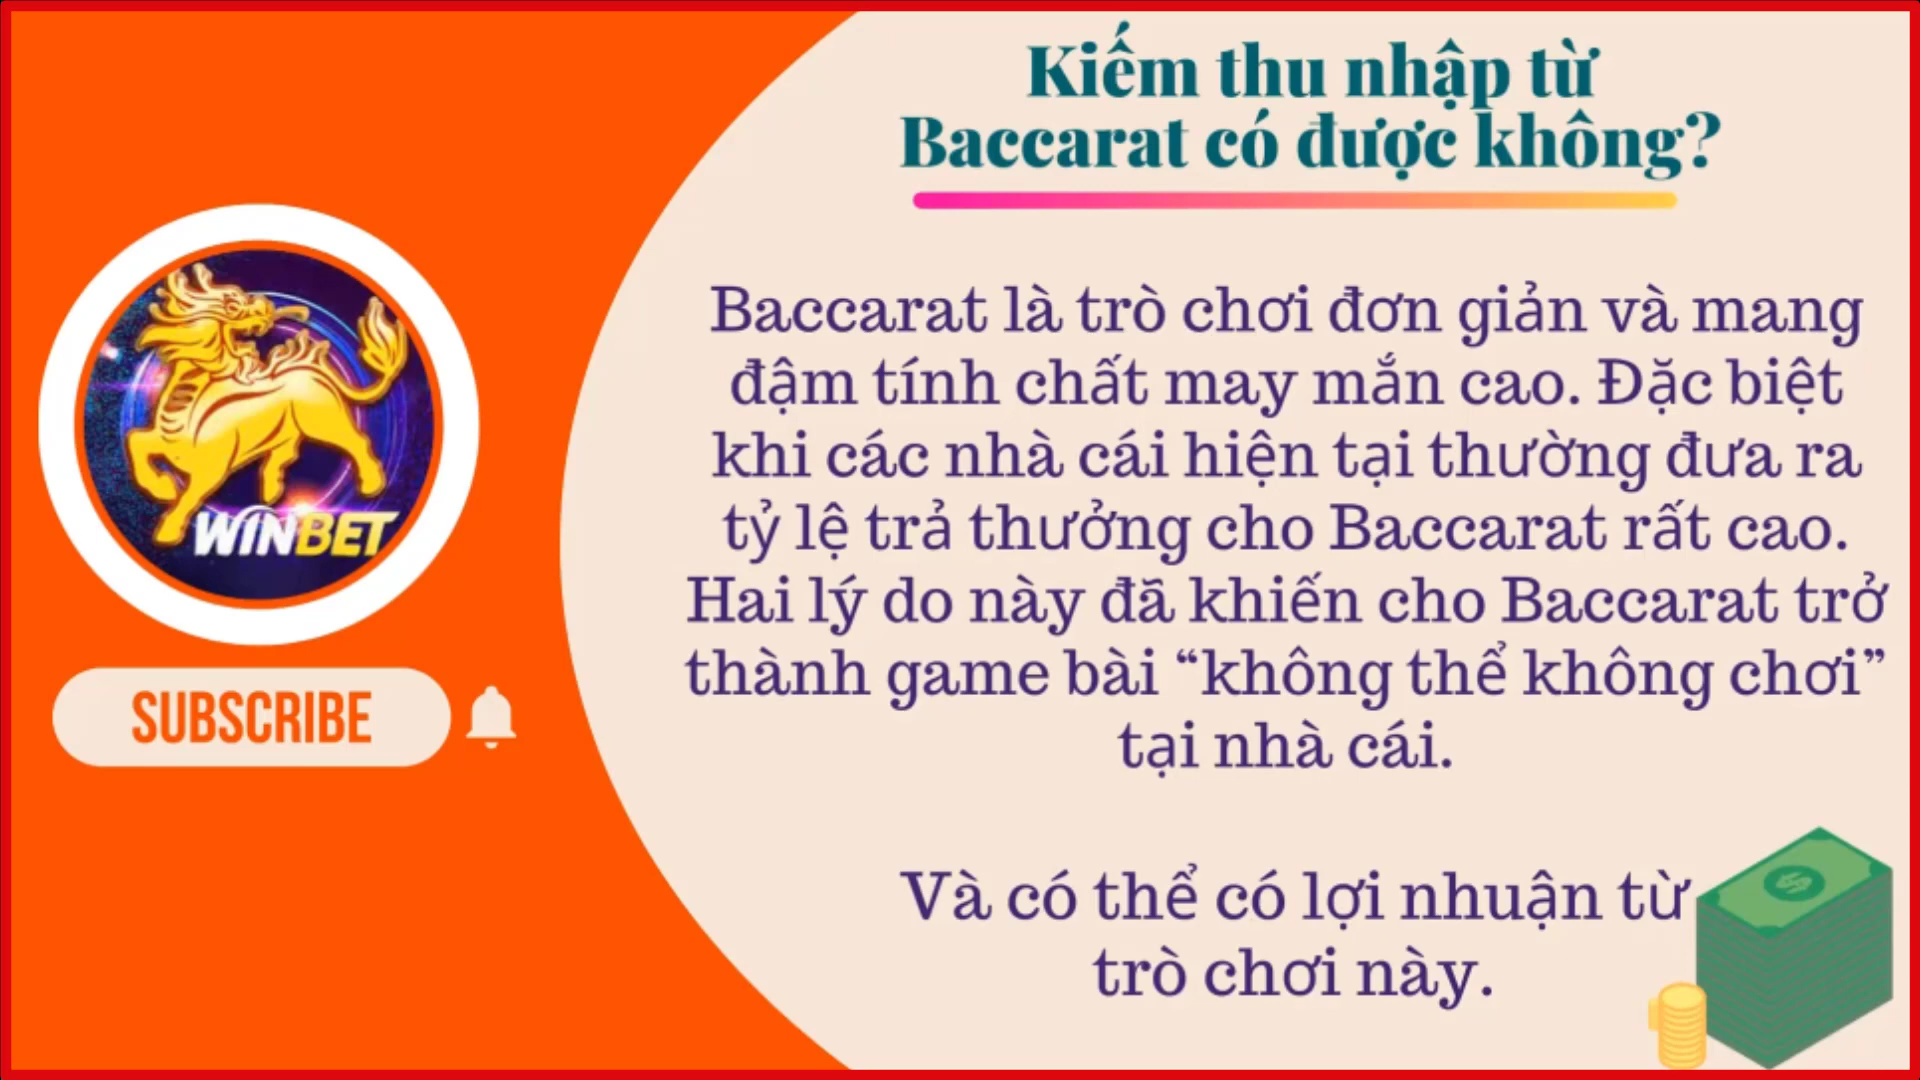 Kiếm thu nhập từ
Baccarat có được không?
Baccarat là trò chơi đơn giản và mang
đậm tính chất may mắn cao. Đặc biệt
khi các nhà cái hiện tại thường đưa ra
tỷ lệ trả thưởng cho Baccarat rất cao.
Hai lý do này đã khiến cho Baccarat trở
thành game bài “không thể không chơi”
tại nhà cái.
Và có thể có lợi nhuận từ
trò chơi này.
WINBET
SUBSCRIBE